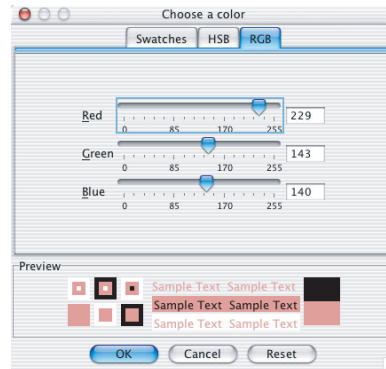 Choose a color
Swatches HSB RGB
Red 229
0 85 170 255
Green 143
0 85 170 255
Blue 140
0 85 170 255
Preview
Sample Text Sample Text
Sample Text Sample Text
Sample Text Sample Text
OK Cancel Reset